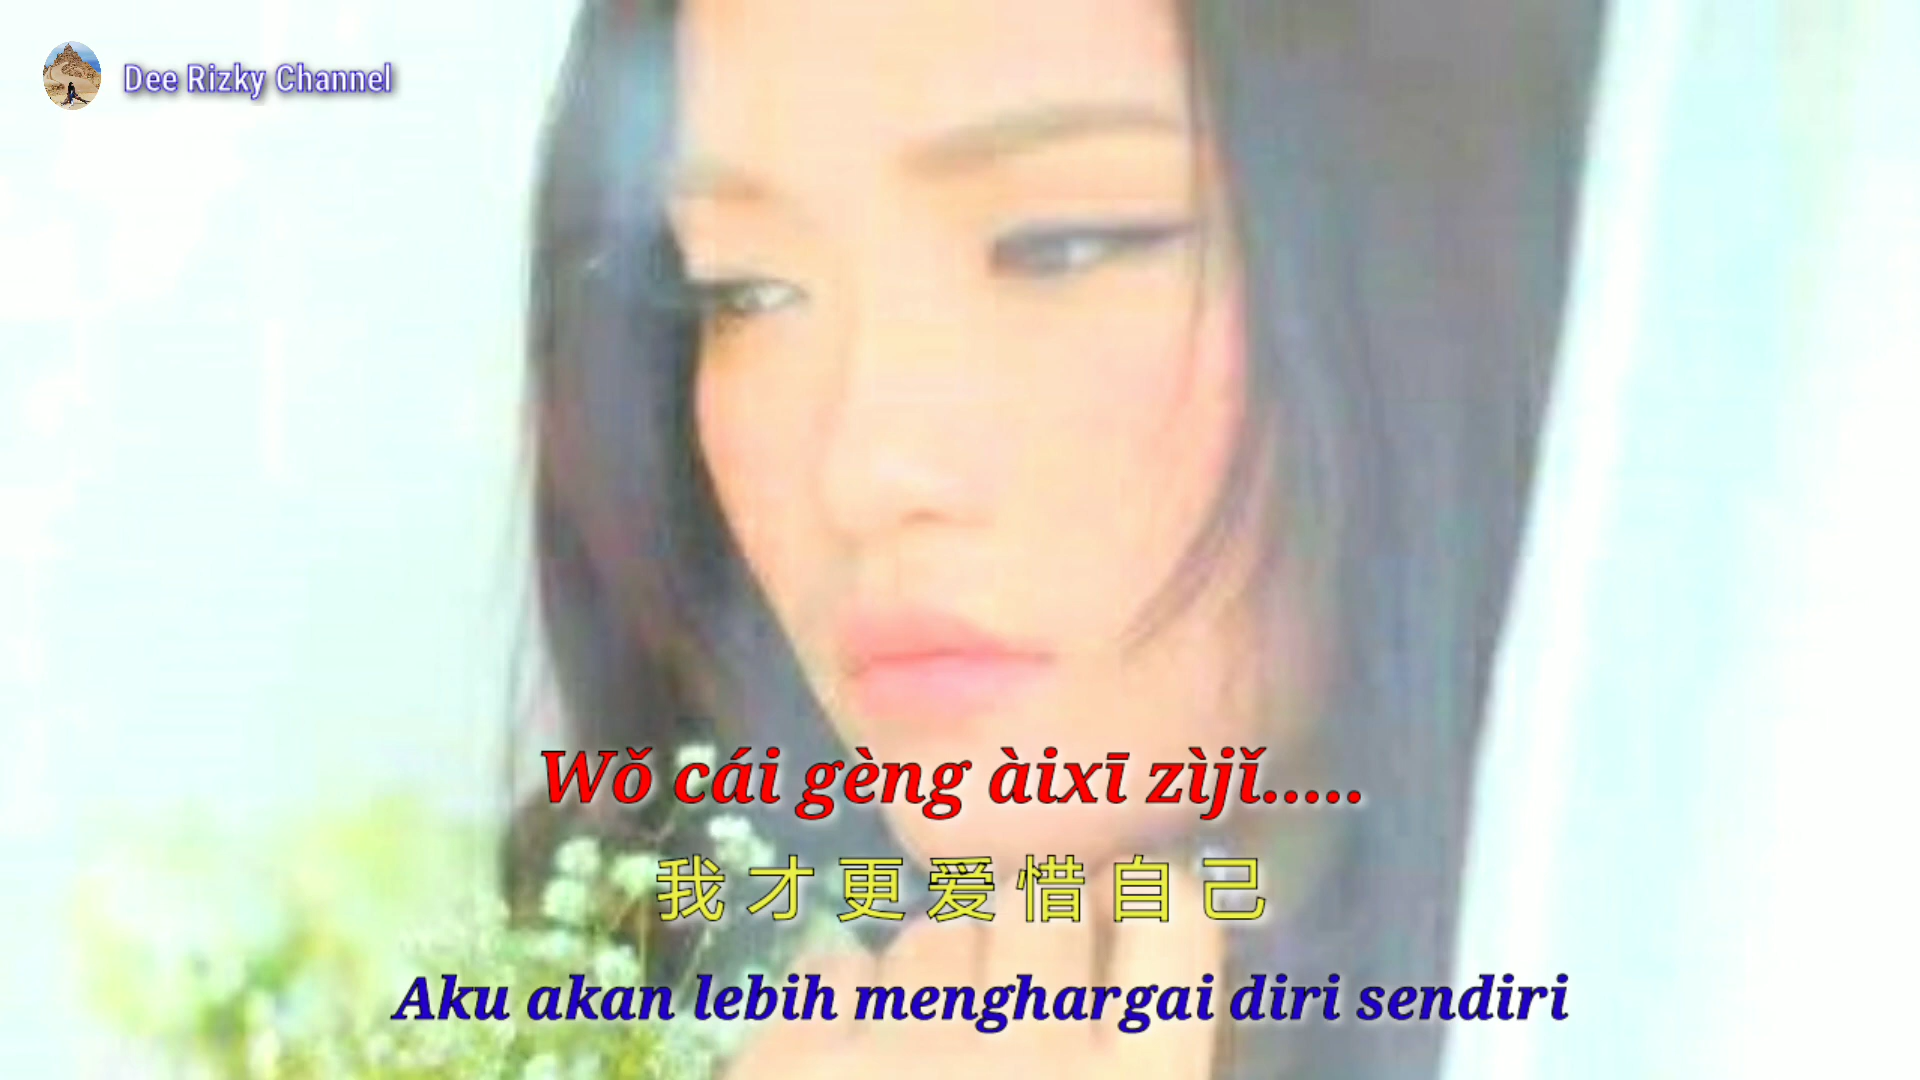 Dee Rizky Channel
Wǒ cái gèng àixī zìjǐ.....
我才更爱惜自己
Aku akan lebih menghargai diri sendiri